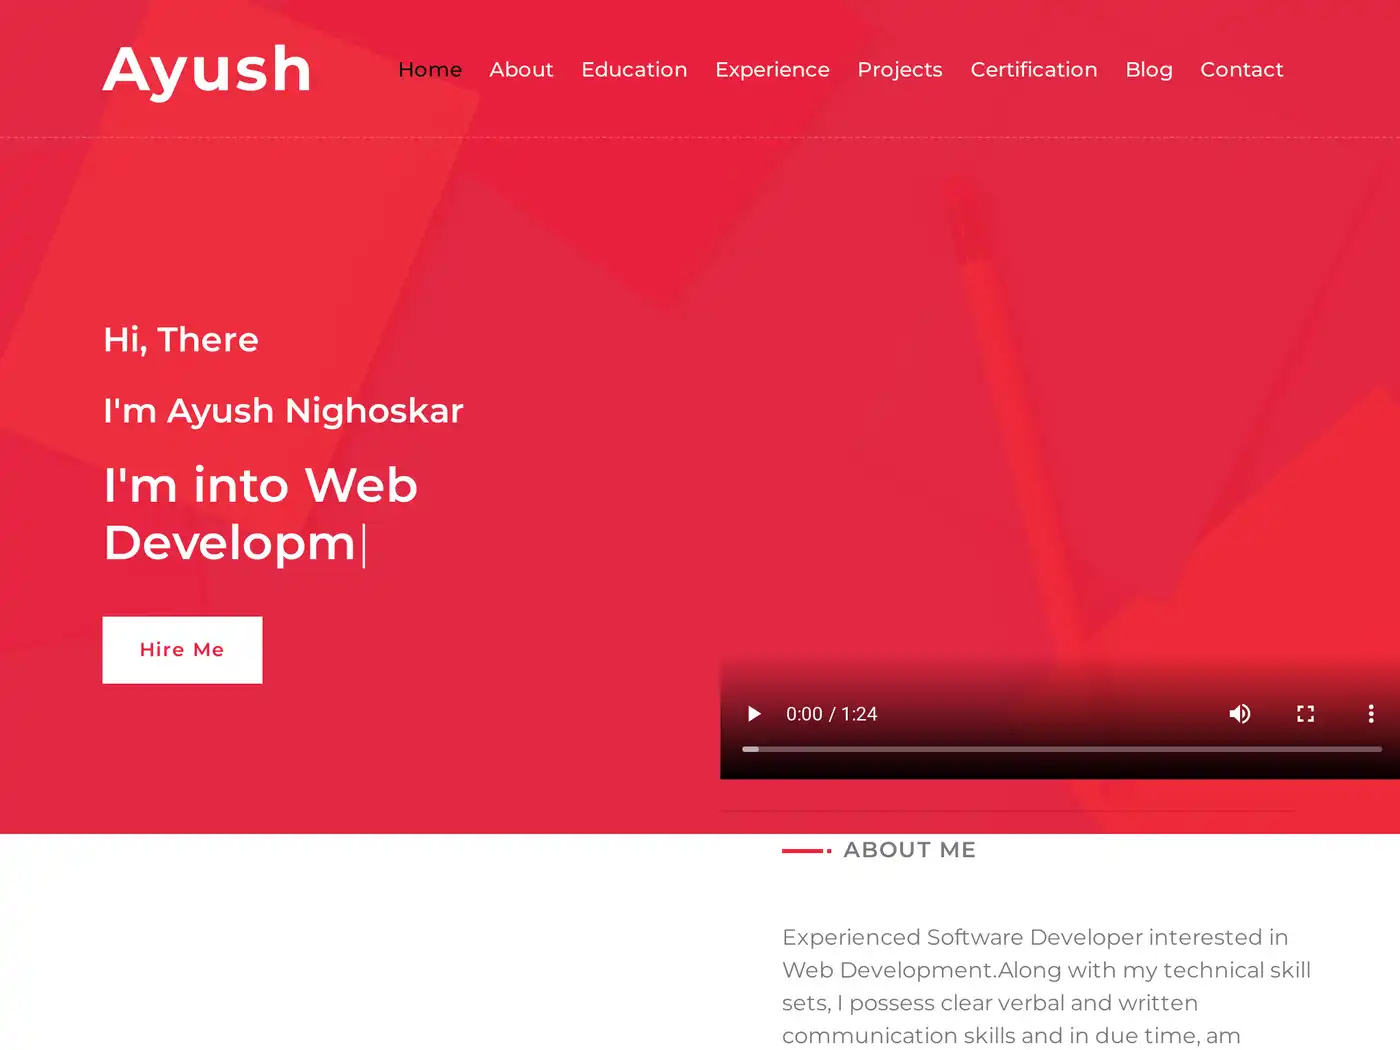 Ayush
Home About Education Experience Projects Certification Blog Contact
Hi, There
I'm Ayush Nighoskar
I'm into Web
Developm
Hire Me
0:00 / 1:24
ABOUT ME
Experienced Software Developer interested in
Web Development.Along with my technical skill
sets, I possess clear verbal and written
communication skills and in due time, am